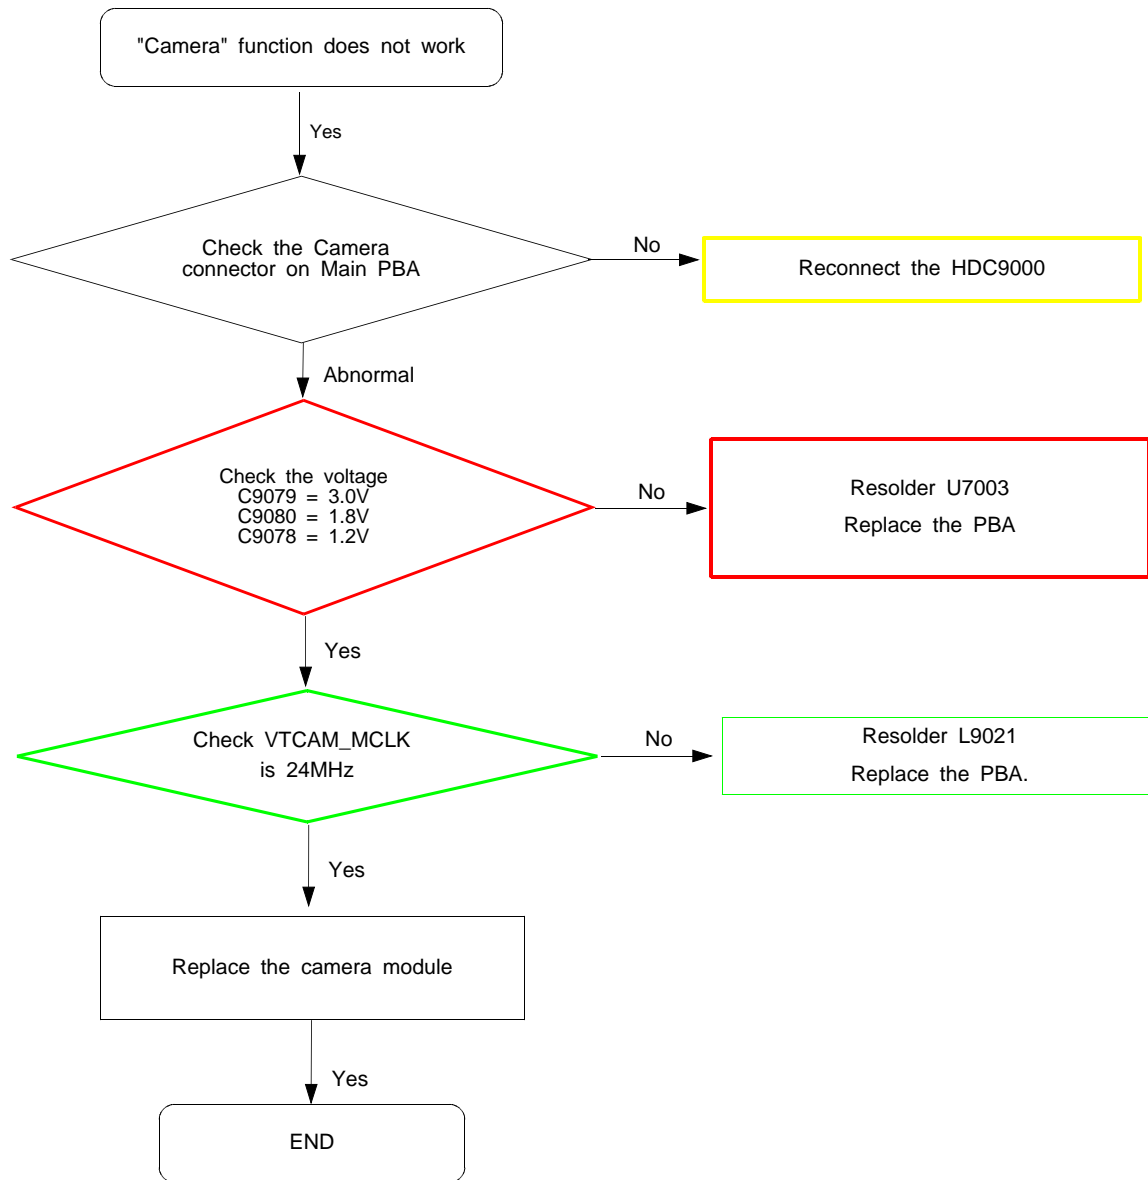 "Camera" function does not work
Yes
Check the Camera
connector on Main PBA
No
Reconnect the HDC9000
Abnormal
Check the voltage
C9079 = 3.0V
C9080 = 1.8V
C9078 = 1.2V
No
Resolder U7003
Replace the PBA
Yes
Check VTCAM_MCLK
is 24MHz
No
Resolder L9021
Replace the PBA.
Yes
Replace the camera module
Yes
END